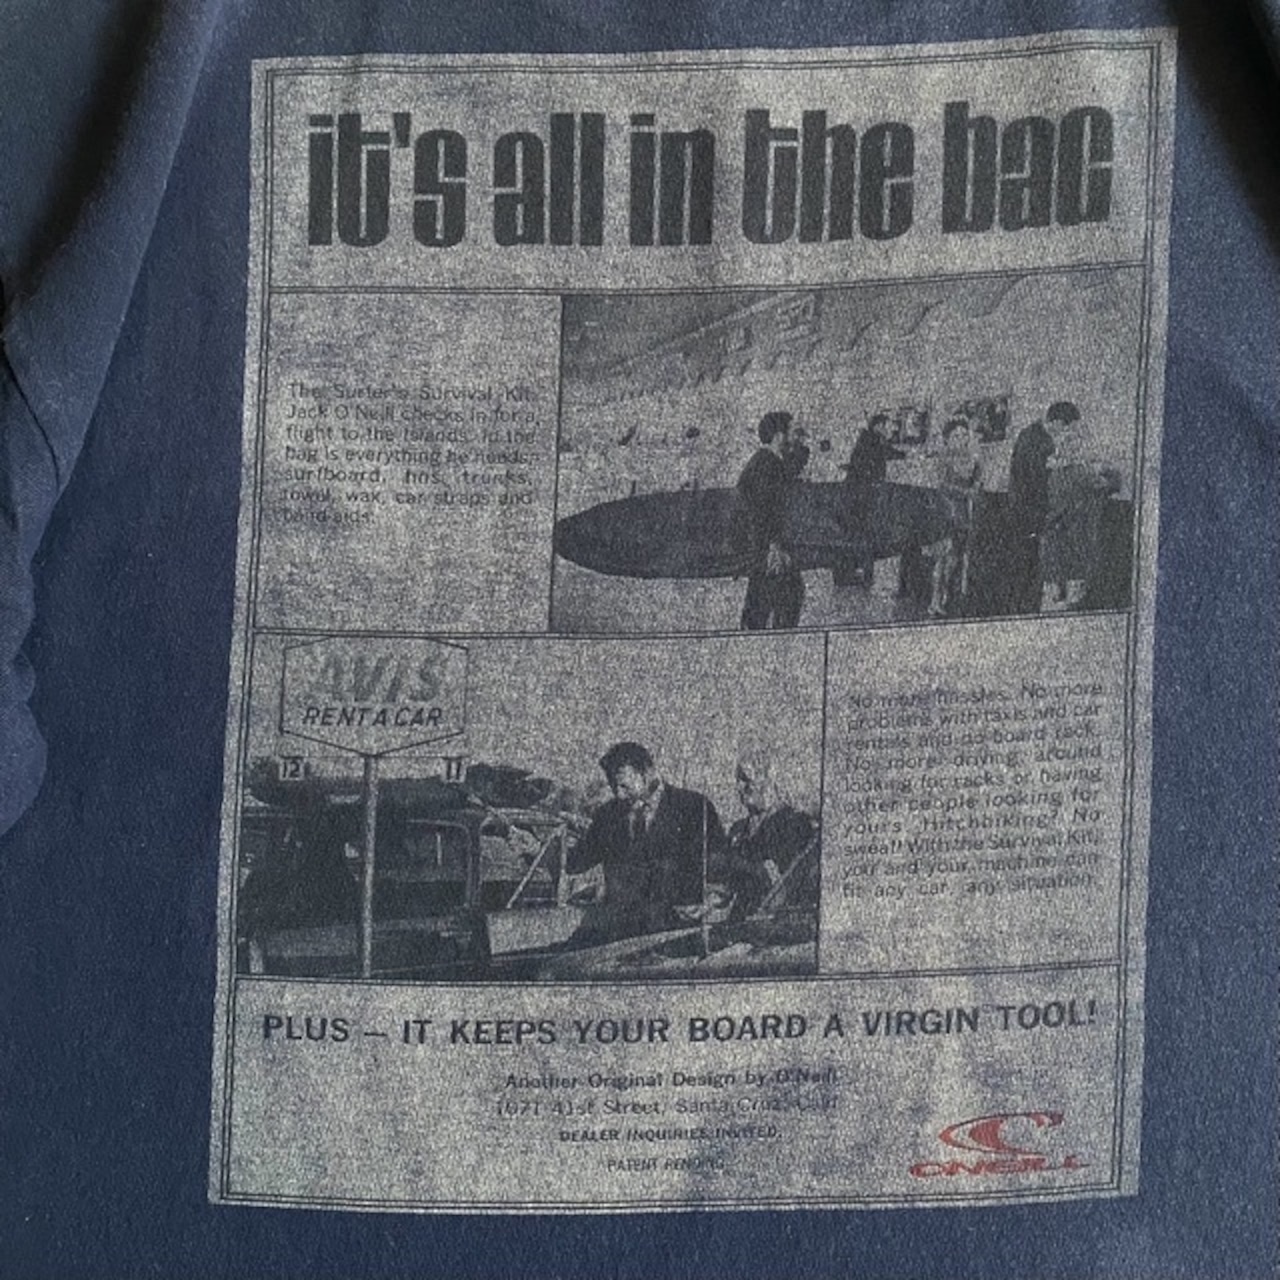 it's all in the bag
The Surfer's Survival Kit.
Jack O'Neill checks in for a
flight to the Islands. In the
bag is everything he needs:
surfboard, his trunks,
towel, wax, car straps and
band-aids.
AVIS
RENT A CAR
12 11
No more hassles. No more
problems with taxis and car
rentals and no board rack.
No more driving around
looking for racks or having
other people looking for
yours. Hitchhiking? No
sweat! With the Survival Kit,
you and your machine can
fit any car, any situation.
PLUS – IT KEEPS YOUR BOARD A VIRGIN TOOL!
Another Original Design by O'Neill
1071 41st Street, Santa Cruz, Calif
DEALER INQUIRIES INVITED.
PATENT PENDING
O'NEILL